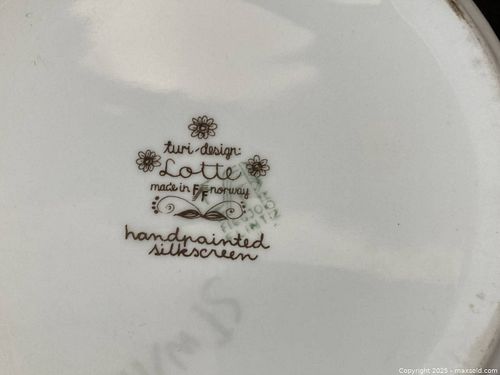 turi-design:
Lotte
made in FF norway
handpainted
silkscreen
Copyright 2025 - maxsold.com